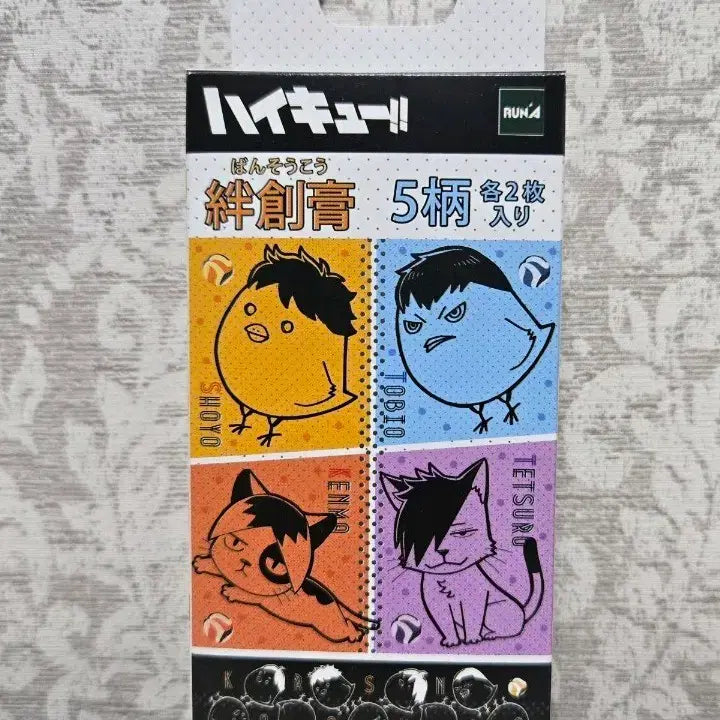 ハイキュー!!
RUN'A
ばんそうこう
絆創膏
5柄 各2枚入り
SHOYO
TOBIO
KENMA
TETSURO
K a S N